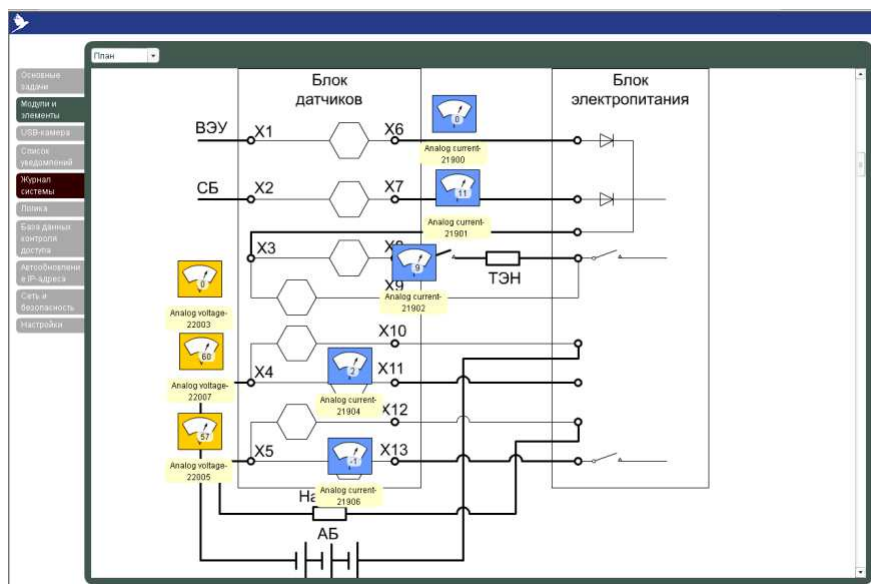 План
Основные
задачи
Модули и
элементы
USB-камера
Список
уведомлений
Журнал
системы
Логика
База данных
контроля
доступа
Автообновлени
е IP-адреса
Сеть и
безопасность
Настройки
Блок
датчиков
Блок
электропитания
ВЭУ
X1
X6
0
Analog current-
21900
СБ
X2
X7
11
Analog current-
21901
X3
9
ТЭН
X9
Analog current-
21902
0
Analog voltage-
22003
X10
60
X4
2
X11
Analog voltage-
22007
Analog current-
21904
X12
57
X5
-1
X13
Analog voltage-
22005
Analog current-
21906
АБ